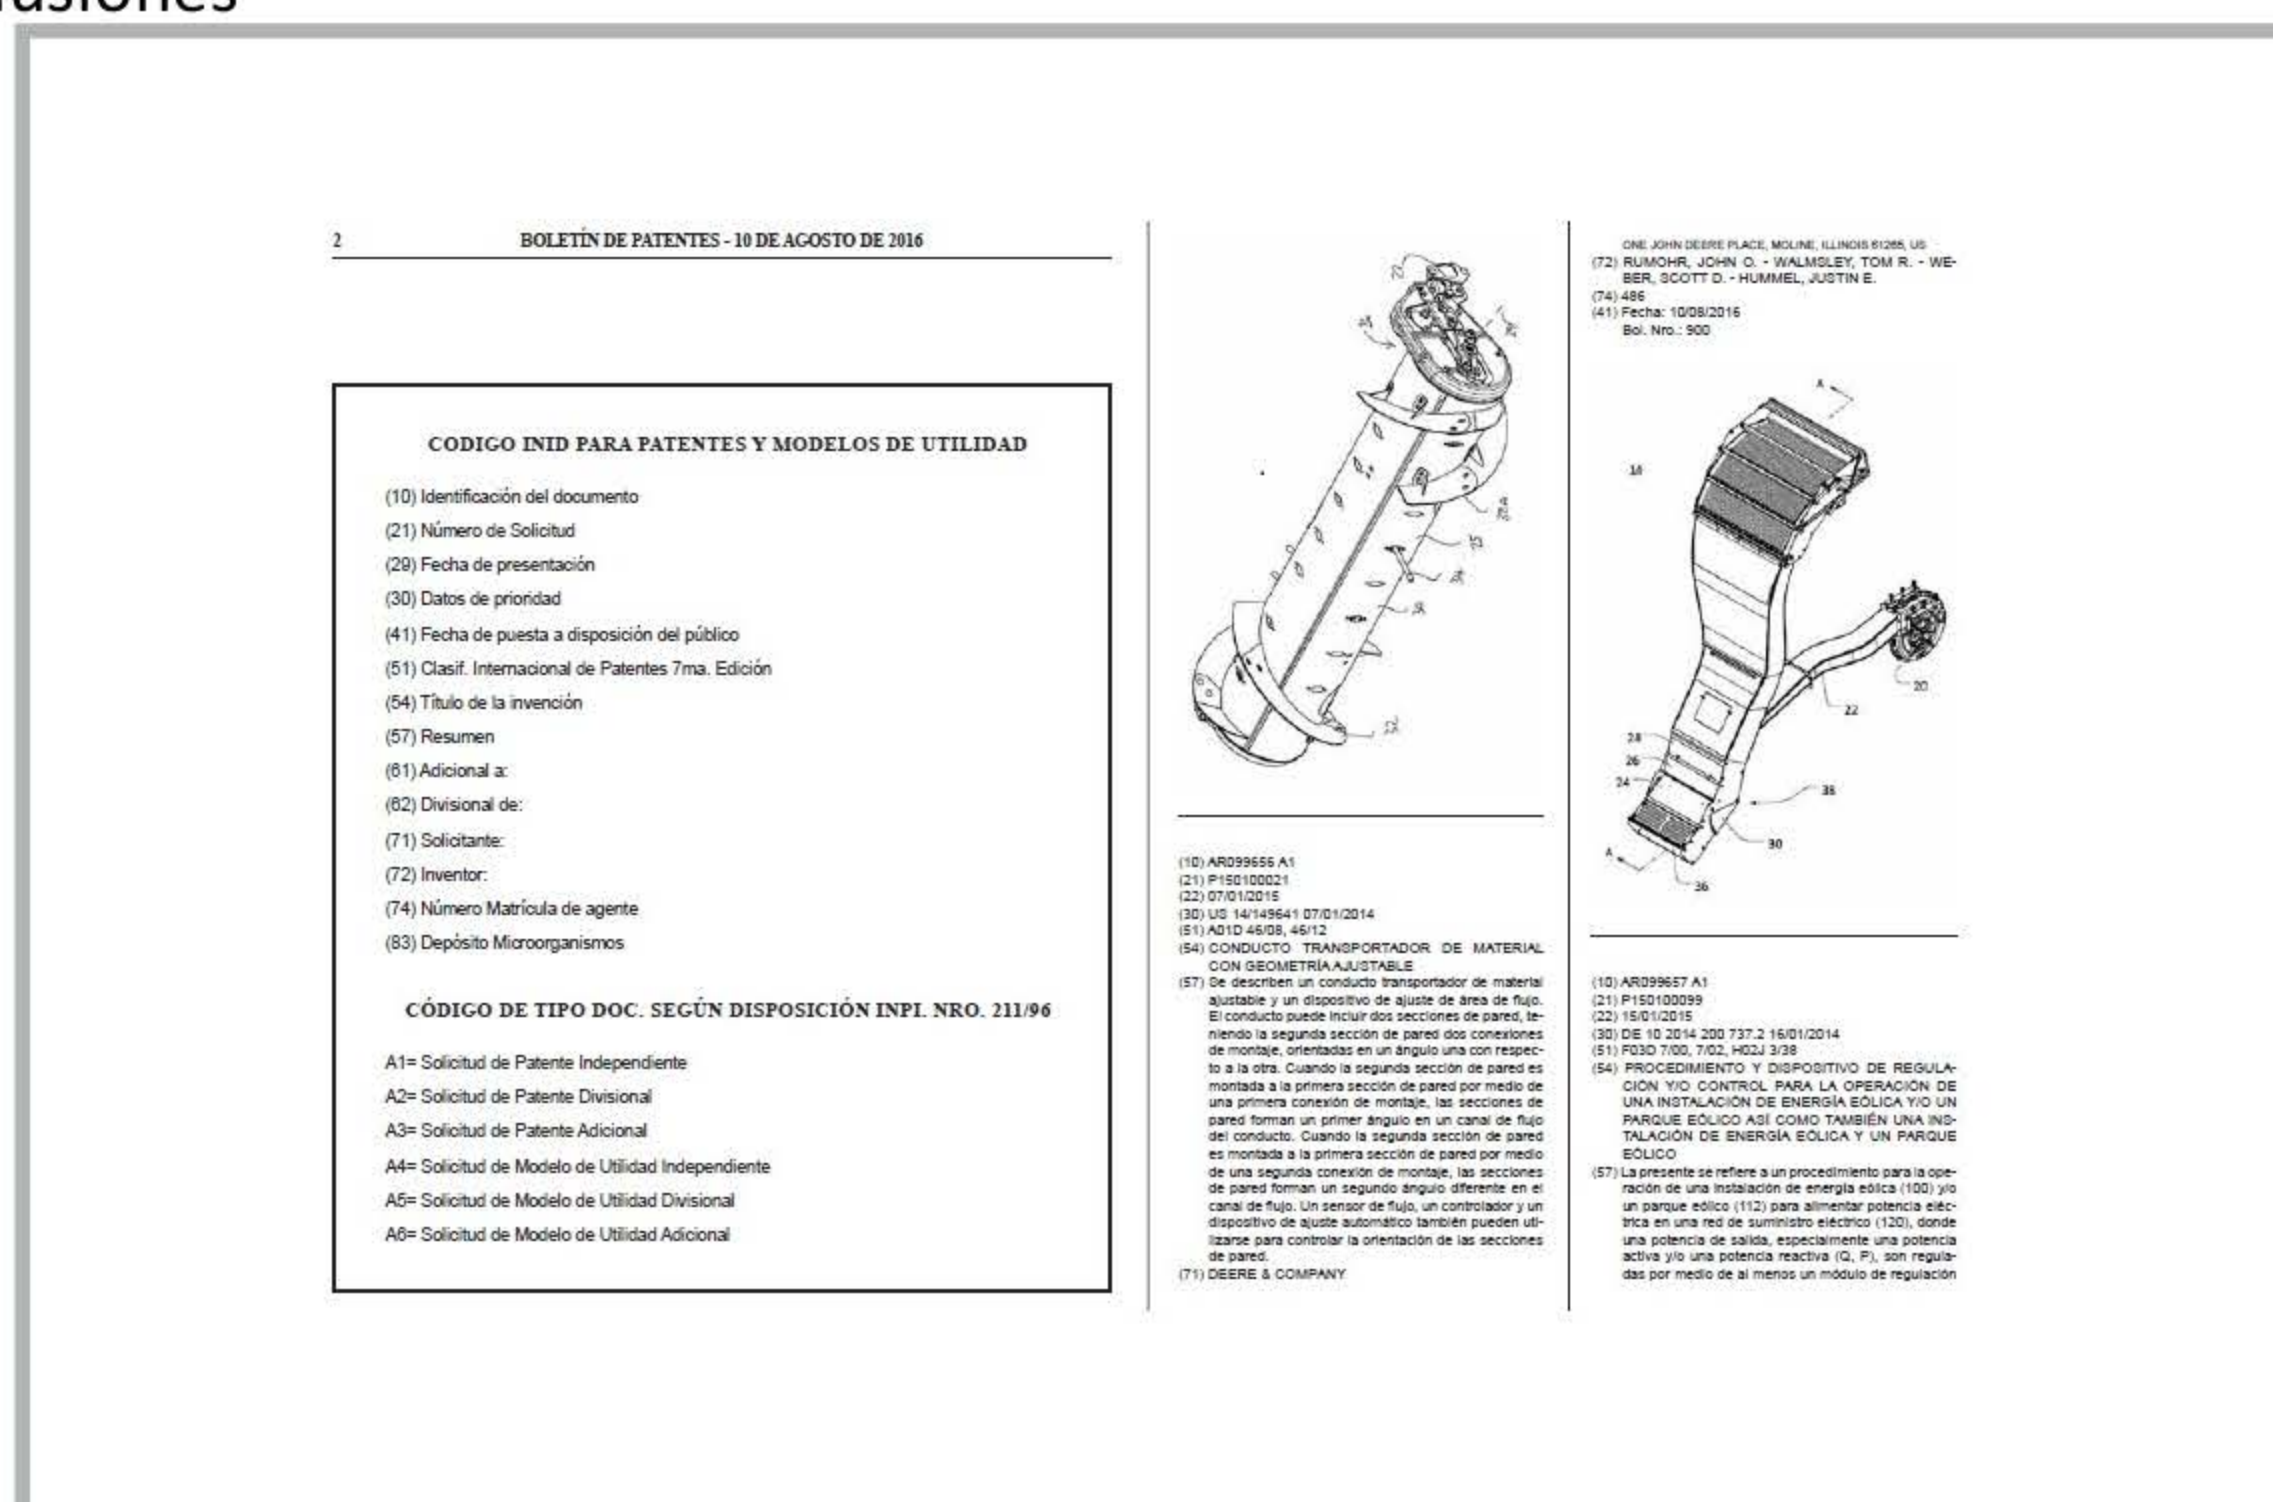 2
BOLETÍN DE PATENTES - 10 DE AGOSTO DE 2016
CODIGO INID PARA PATENTES Y MODELOS DE UTILIDAD
(10) Identificación del documento
(21) Número de Solicitud
(29) Fecha de presentación
(30) Datos de prioridad
(41) Fecha de puesta a disposición del público
(51) Clasif. Internacional de Patentes 7ma. Edición
(54) Título de la invención
(57) Resumen
(61) Adicional a:
(62) Divisional de:
(71) Solicitante:
(72) Inventor:
(74) Número Matrícula de agente
(83) Depósito Microorganismos
CÓDIGO DE TIPO DOC. SEGÚN DISPOSICIÓN INPI. NRO. 211/96
A1= Solicitud de Patente Independiente
A2= Solicitud de Patente Divisional
A3= Solicitud de Patente Adicional
A4= Solicitud de Modelo de Utilidad Independiente
A5= Solicitud de Modelo de Utilidad Divisional
A6= Solicitud de Modelo de Utilidad Adicional
(10) AR099656 A1
(21) P150100021
(22) 07/01/2015
(30) US 14/149641 07/01/2014
(51) A01D 46/08, 46/12
(54) CONDUCTO TRANSPORTADOR DE MATERIAL
CON GEOMETRÍA AJUSTABLE
(57) Se describen un conducto transportador de material
ajustable y un dispositivo de ajuste de área de flujo.
El conducto puede incluir dos secciones de pared, te-
niendo la segunda sección de pared dos conexiones
de montaje, orientadas en un ángulo una con respec-
to a la otra. Cuando la segunda sección de pared es
montada a la primera sección de pared por medio de
una primera conexión de montaje, las secciones de
pared forman un primer ángulo en un canal de flujo
del conducto. Cuando la segunda sección de pared
es montada a la primera sección de pared por medio
de una segunda conexión de montaje, las secciones
de pared forman un segundo ángulo diferente en el
canal de flujo. Un sensor de flujo, un controlador y un
dispositivo de ajuste automático también pueden uti-
lizarse para controlar la orientación de las secciones
de pared.
(71) DEERE & COMPANY
ONE JOHN DEERE PLACE, MOLINE, ILLINOIS 61265, US
(72) RUMOHR, JOHN O. - WALMSLEY, TOM R. - WE-
BER, SCOTT D. - HUMMEL, JUSTIN E.
(74) 486
(41) Fecha: 10/08/2016
Bol. Nro.: 900
A
20
22
28
26
24
38
30
A
36
(10) AR099657 A1
(21) P150100099
(22) 15/01/2015
(30) DE 10 2014 200 737.2 16/01/2014
(51) F03D 7/00, 7/02, H02J 3/38
(54) PROCEDIMIENTO Y DISPOSITIVO DE REGULA-
CIÓN Y/O CONTROL PARA LA OPERACIÓN DE
UNA INSTALACIÓN DE ENERGÍA EÓLICA Y/O UN
PARQUE EÓLICO ASÍ COMO TAMBIÉN UNA INS-
TALACIÓN DE ENERGÍA EÓLICA Y UN PARQUE
EÓLICO
(57) La presente se refiere a un procedimiento para la ope-
ración de una instalación de energía eólica (100) y/o
un parque eólico (112) para alimentar potencia eléc-
trica en una red de suministro eléctrico (120), donde
una potencia de salida, especialmente una potencia
activa y/o una potencia reactiva (Q, P), son regula-
das por medio de al menos un módulo de regulación